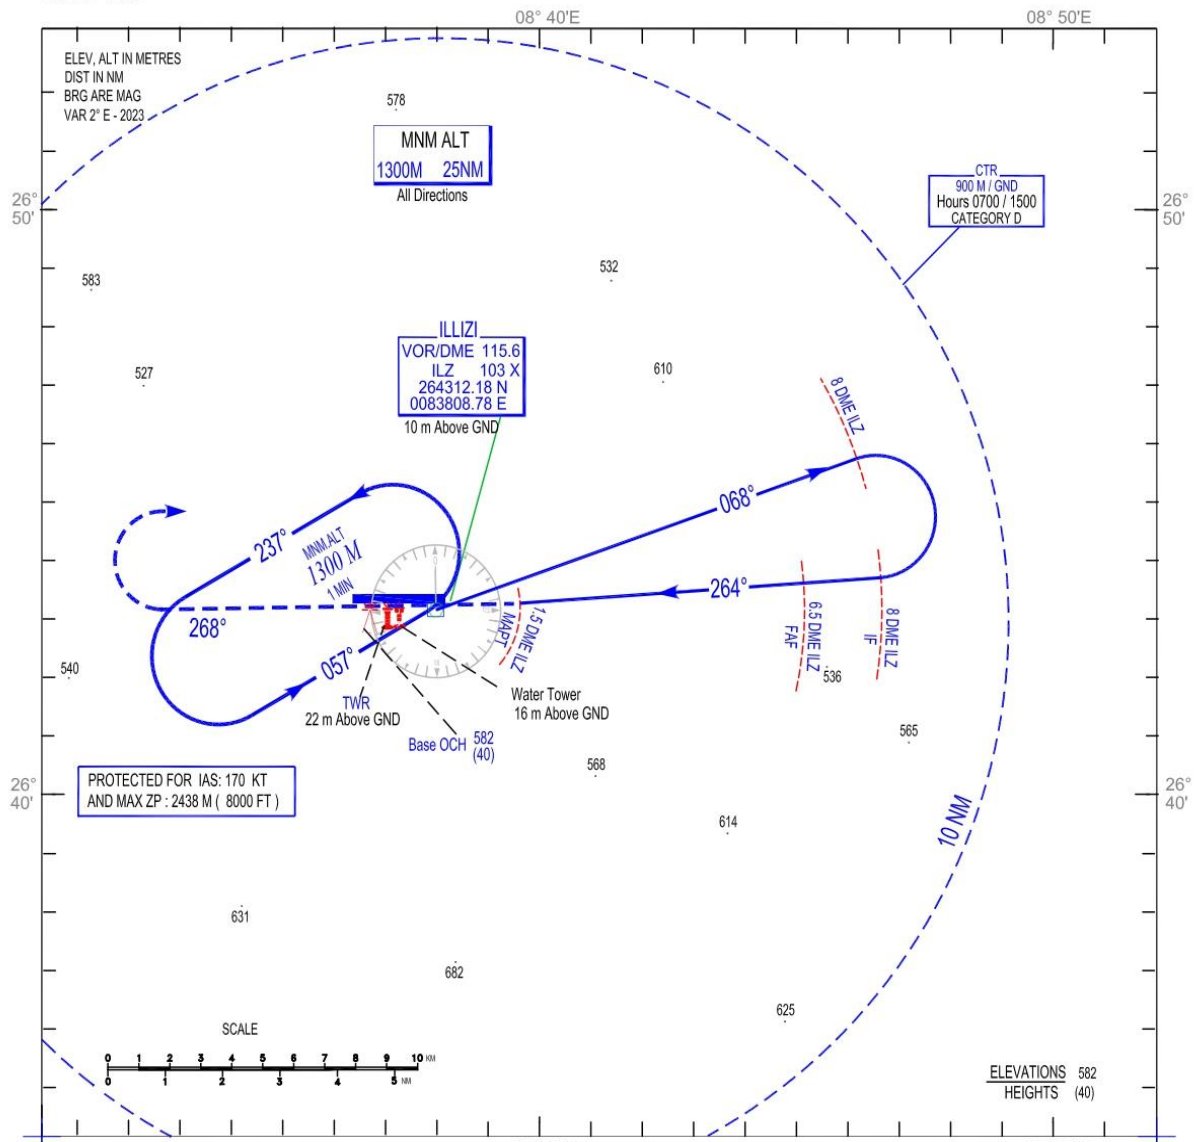 08° 40'E
08° 50'E
ELEV, ALT IN METRES
DIST IN NM
BRG ARE MAG
VAR 2° E - 2023
578
MNM ALT
1300M 25NM
All Directions
CTR
900 M / GND
Hours 0700 / 1500
CATEGORY D
26°
50'
26°
50'
583
532
ILLIZI
VOR/DME 115.6
ILZ 103 X
264312.18 N
0083808.78 E
10 m Above GND
527
610
8 DME ILZ
068°
237°
MNM.ALT
1300 M
1 MIN
0
264°
268°
1.5 DME ILZ
MAPT
6.5 DME ILZ
FAF
8 DME ILZ
IF
057°
540
536
Water Tower
16 m Above GND
TWR
22 m Above GND
Base OCH 582
(40)
565
568
PROTECTED FOR IAS: 170 KT
AND MAX ZP : 2438 M ( 8000 FT )
26°
40'
26°
40'
614
10 NM
631
682
625
SCALE
0 1 2 3 4 5 6 7 8 9 10 KM
0 1 2 3 4 5 NM
ELEVATIONS 582
HEIGHTS (40)